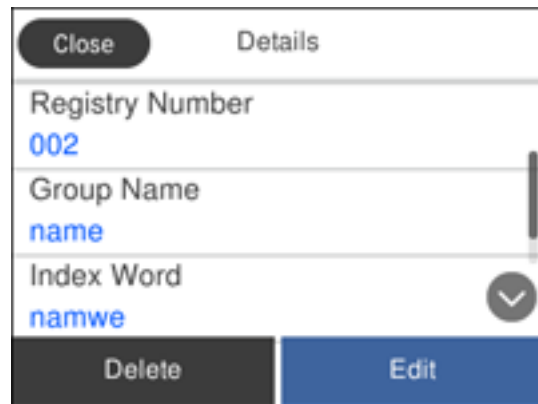 Close
Details
Registry Number
002
Group Name
name
Index Word
namwe
Delete
Edit